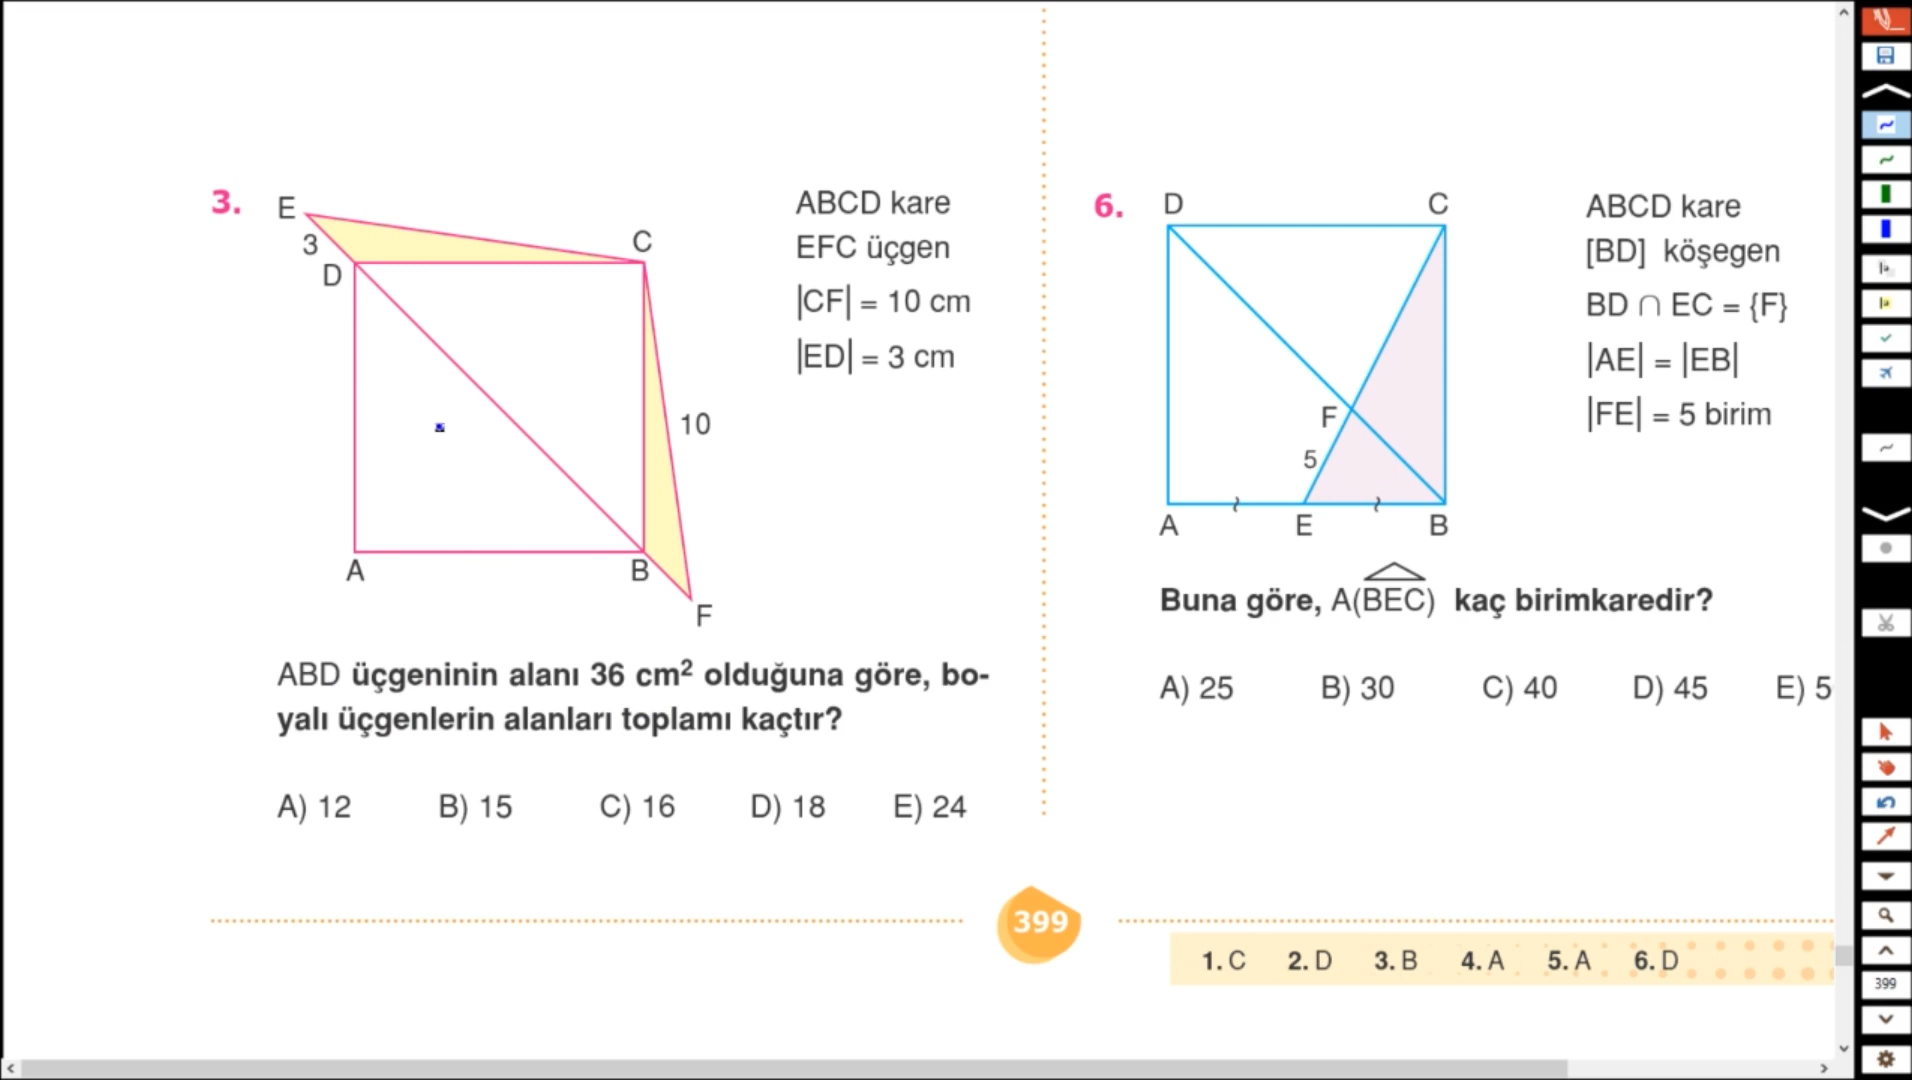 3.
E
3
D
C
10
A
B
F
ABCD kare
EFC üçgen
|CF| = 10 cm
|ED| = 3 cm
ABD üçgeninin alanı 36 cm² olduğuna göre, bo-
yalı üçgenlerin alanları toplamı kaçtır?
A) 12 B) 15 C) 16 D) 18 E) 24
6.
D
C
F
5
A
E
B
ABCD kare
[BD] köşegen
BD ∩ EC = {F}
|AE| = |EB|
|FE| = 5 birim
Buna göre, A(BEC) kaç birimkaredir?
A) 25 B) 30 C) 40 D) 45 E) 5
399
1. C 2. D 3. B 4. A 5. A 6. D
399